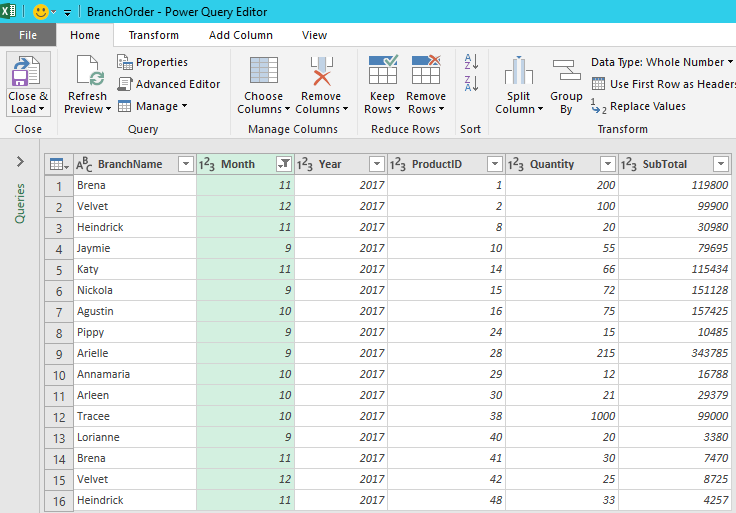 BranchOrder - Power Query Editor
File Home Transform Add Column View
Close & Load
Refresh Preview
Properties
Advanced Editor
Manage
Choose Columns
Remove Columns
Keep Rows
Remove Rows
A Z
Z A
Split Column
Group By
Data Type: Whole Number
Use First Row as Headers
1 2 Replace Values
Close Query Manage Columns Reduce Rows Sort Transform
Queries
ABC BranchName 123 Month 123 Year 123 ProductID 123 Quantity 123 SubTotal
1 Brena 11 2017 1 200 119800
2 Velvet 12 2017 2 100 99900
3 Heindrick 11 2017 8 20 30980
4 Jaymie 9 2017 10 55 79695
5 Katy 11 2017 14 66 115434
6 Nickola 9 2017 15 72 151128
7 Agustin 10 2017 16 75 157425
8 Pippy 9 2017 24 15 10485
9 Arielle 9 2017 28 215 343785
10 Annamaria 10 2017 29 12 16788
11 Arleen 10 2017 30 21 29379
12 Tracee 10 2017 38 1000 99000
13 Lorianne 9 2017 40 20 3380
14 Brena 11 2017 41 30 7470
15 Velvet 12 2017 42 25 8725
16 Heindrick 11 2017 48 33 4257